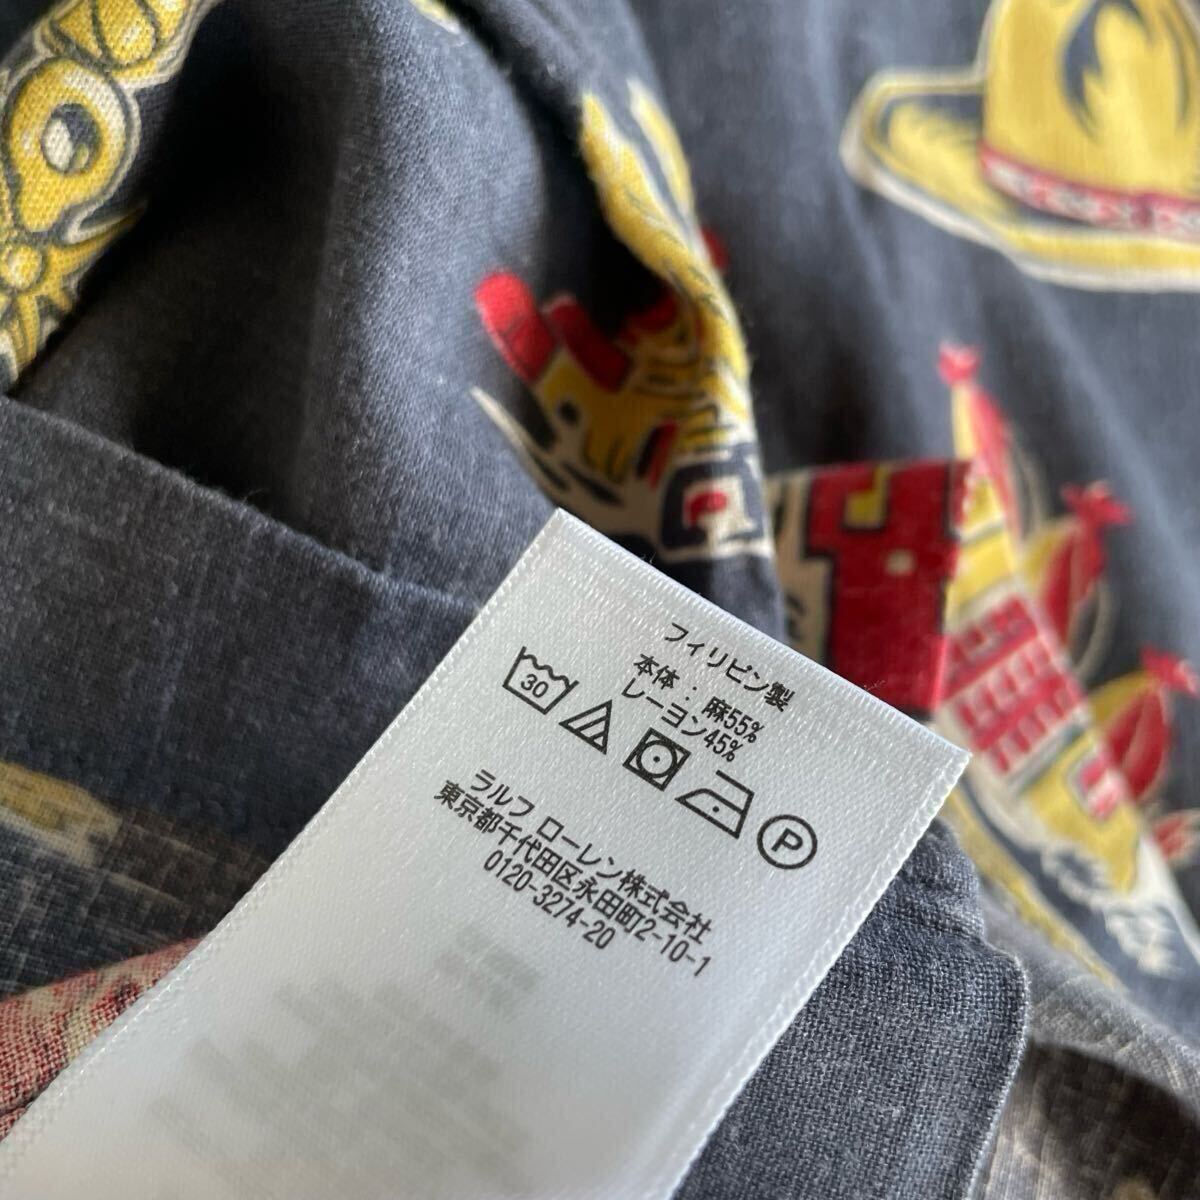 フィリピン製
本体：麻55%
レーヨン45%
30
P
ラルフ ローレン株式会社
東京都千代田区永田町2-10-1
0120-3274-20